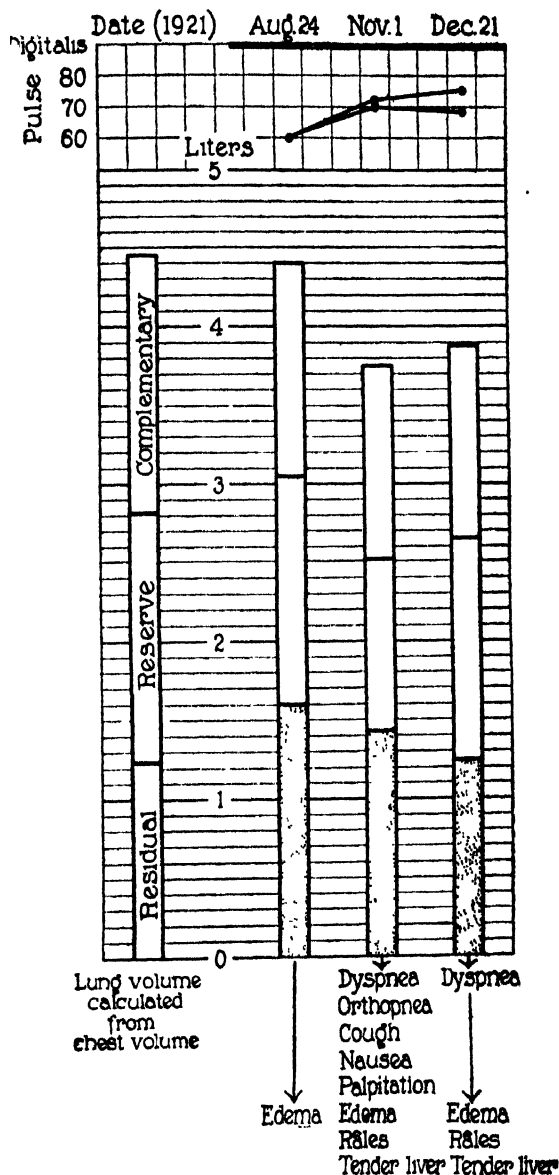 Date (1921) Aug.24 Nov.1 Dec.21
Digitalis
Pulse
80
70
60
Liters
5
4
3
2
1
0
Complementary
Reserve
Residual
Lung volume
calculated
from
chest volume
Edema
Dyspnea
Orthopnea
Cough
Nausea
Palpitation
Edema
Râles
Tender liver
Dyspnea
Edema
Râles
Tender liver